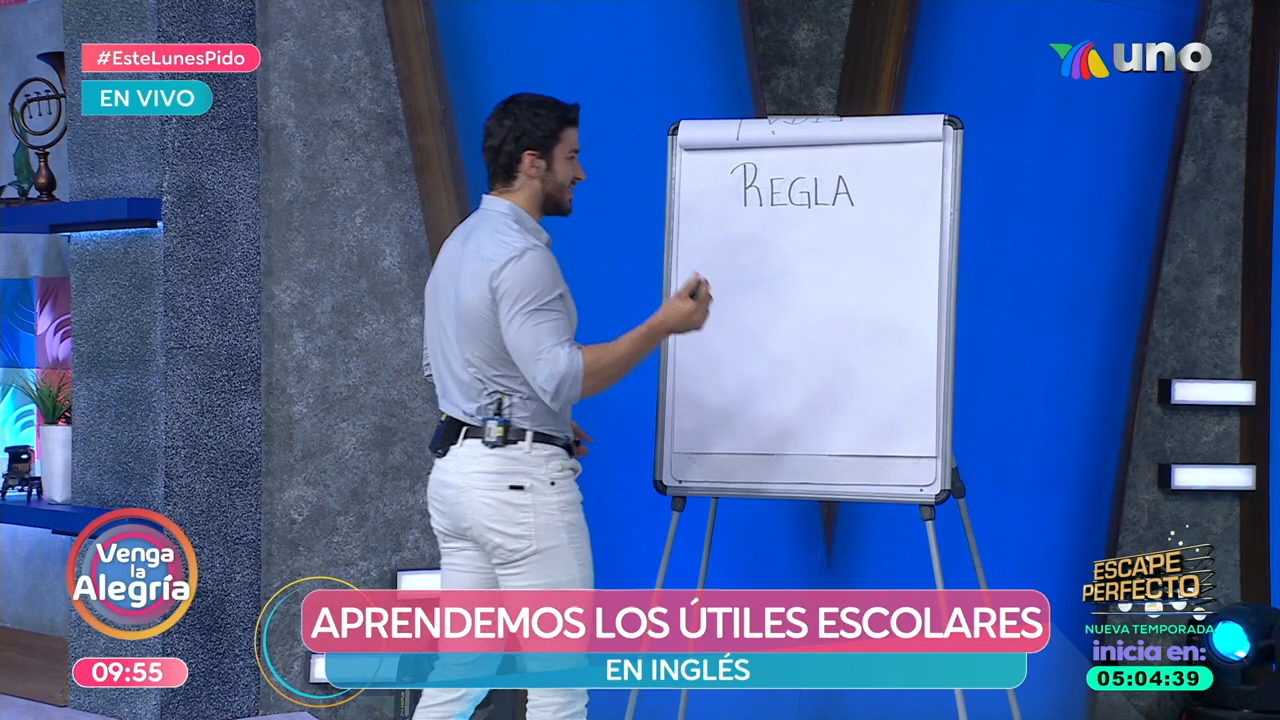 #EsteLunesPido
EN VIVO
uno
REGLA
Venga
la
Alegría
09:55
APRENDEMOS LOS ÚTILES ESCOLARES
EN INGLÉS
ESCAPE
PERFECTO
NUEVA TEMPORADA
inicia en:
05:04:39